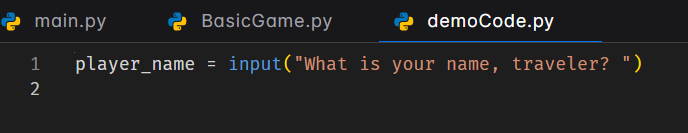 main.py BasicGame.py demoCode.py
1 player_name = input("What is your name, traveler? ")
2